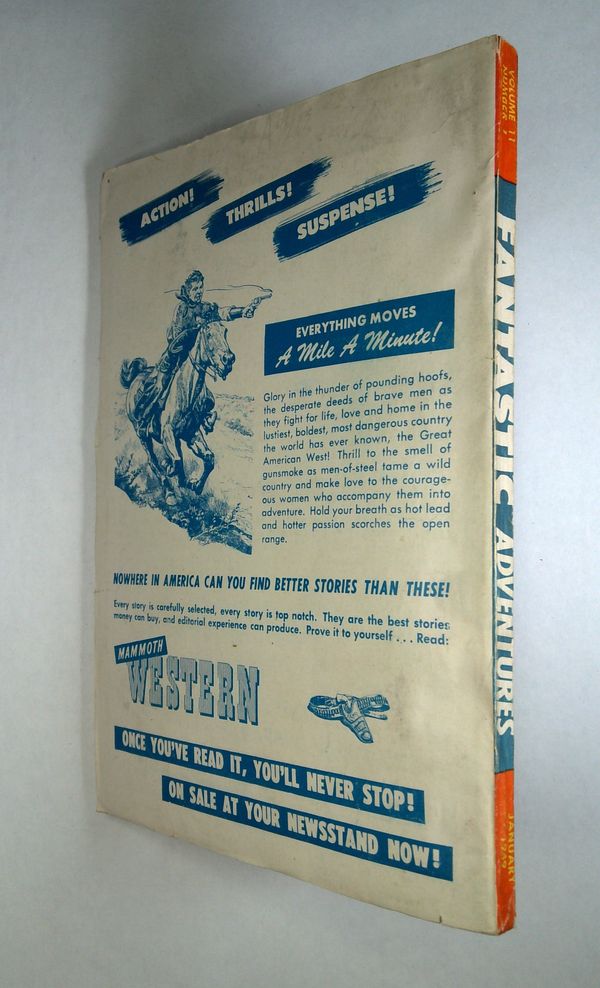 ACTION!
THRILLS!
SUSPENSE!
EVERYTHING MOVES
A Mile A Minute!
Glory in the thunder of pounding hoofs,
the desperate deeds of brave men as
they fight for life, love and home in the
lustiest, boldest, most dangerous country
the world has ever known, the Great
American West! Thrill to the smell of
gunsmoke as men-of-steel tame a wild
country and make love to the courage-
ous women who accompany them into
adventure. Hold your breath as hot lead
and hotter passion scorches the open
range.
NOWHERE IN AMERICA CAN YOU FIND BETTER STORIES THAN THESE!
Every story is carefully selected, every story is top notch. They are the best stories
money can buy, and editorial experience can produce. Prove it to yourself . . . Read:
MAMMOTH
WESTERN
ONCE YOU'VE READ IT, YOU'LL NEVER STOP!
ON SALE AT YOUR NEWSSTAND NOW!
VOLUME 11
NUMBER 1
FANTASTIC ADVENTURES
JANUARY